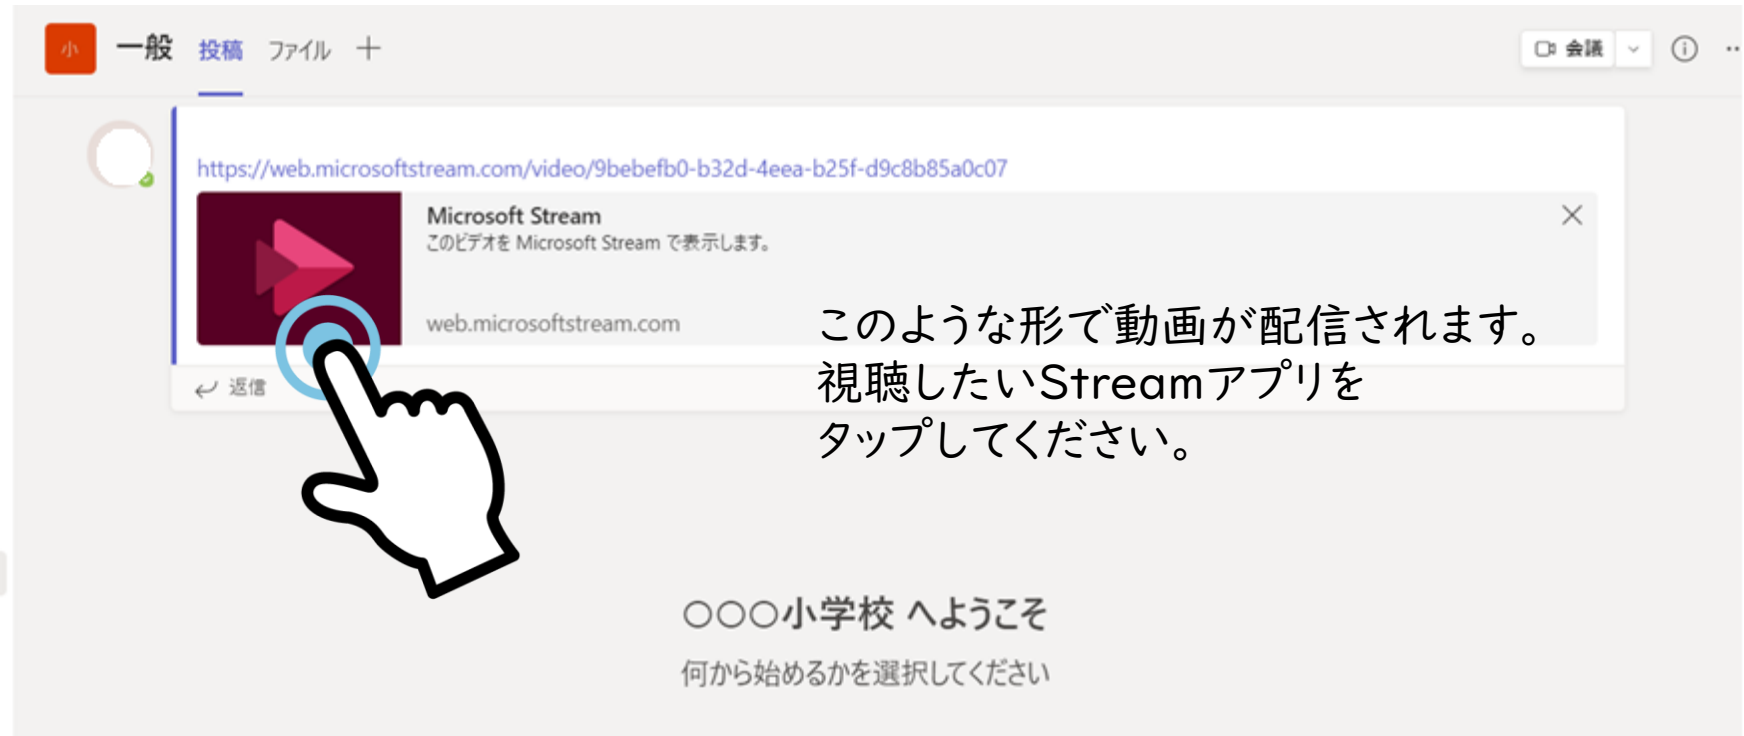 小 一般 投稿 ファイル 会議
https://web.microsoftstream.com/video/9bebefb0-b32d-4eea-b25f-d9c8b85a0c07
Microsoft Stream
このビデオを Microsoft Stream で表示します。
web.microsoftstream.com
このような形で動画が配信されます。
視聴したいStreamアプリを
タップしてください。
返信
○○○小学校 へようこそ
何から始めるかを選択してください